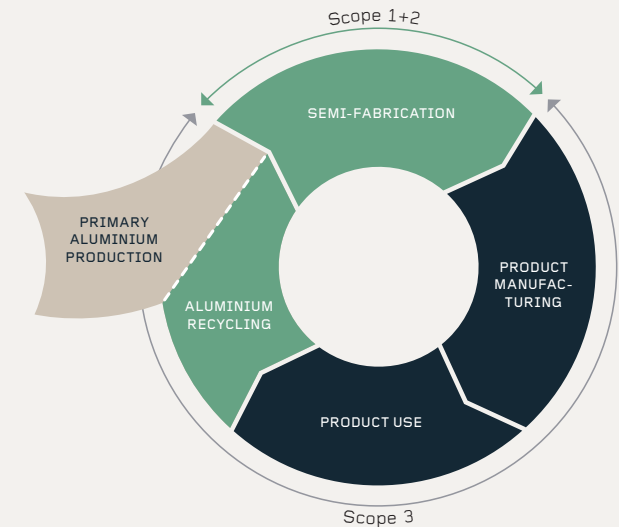 Scope 1+2
SEMI-FABRICATION
PRIMARY
ALUMINIUM
PRODUCTION
PRODUCT
MANUFAC-
TURING
ALUMINIUM
RECYCLING
PRODUCT USE
Scope 3